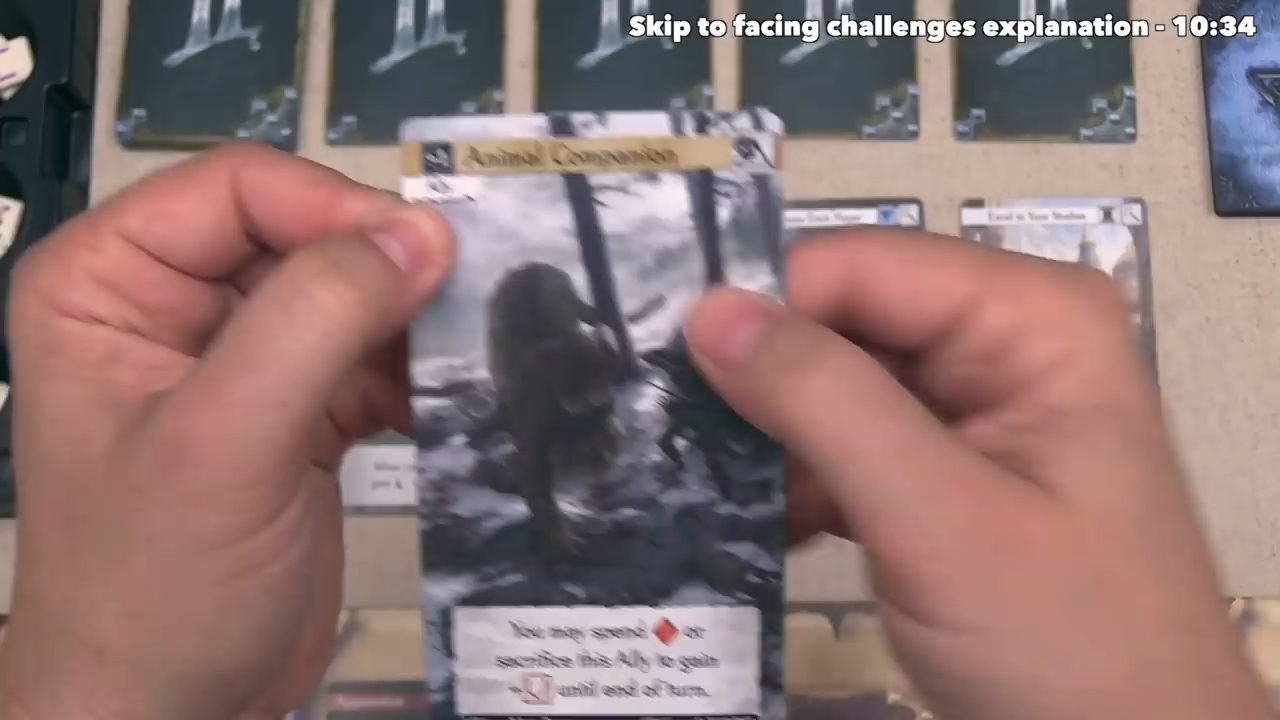 Skip to facing challenges explanation - 10:34
Animal Companion
Excel in Your Studies
You may spend or
sacrifice this Ally to gain
until end of turn.